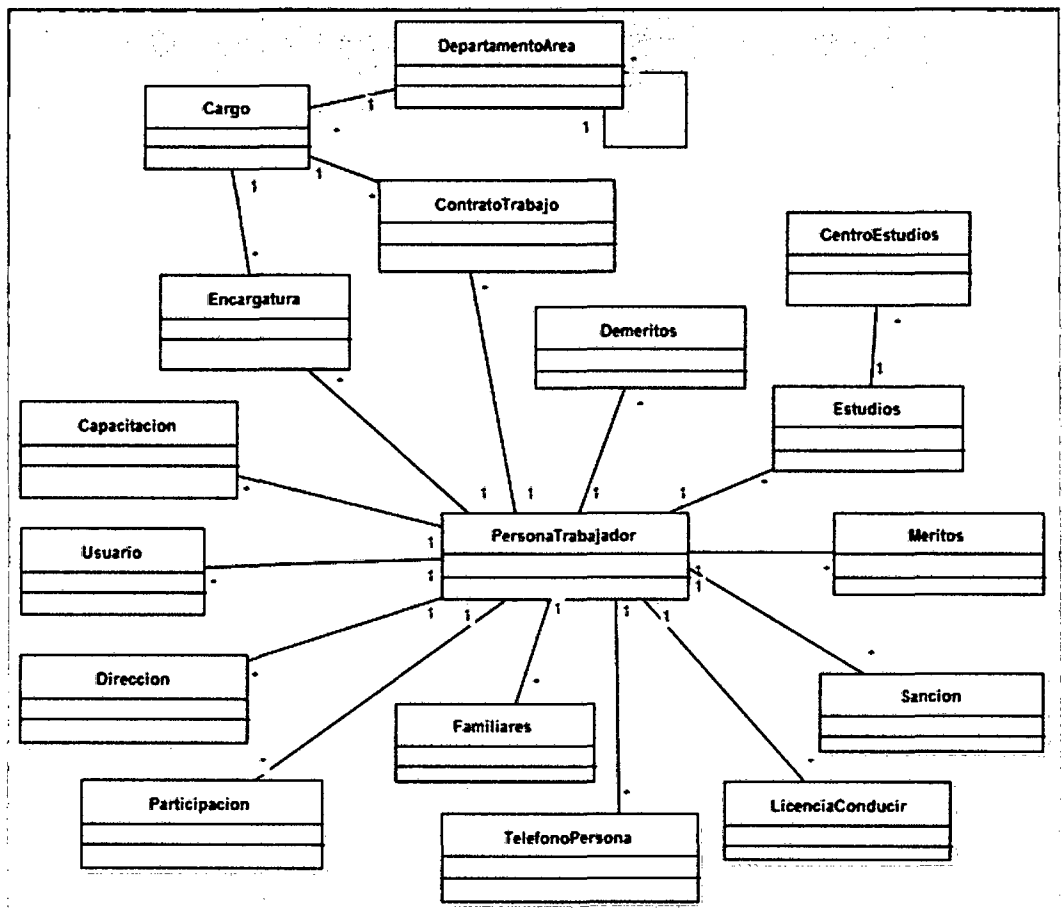 DepartamentoArea
*
1
1
Cargo
*
1
1
*
ContratoTrabajo
*
CentroEstudios
*
Encargatura
*
Demeritos
*
*
1
Estudios
*
Capacitacion
*
1
1
1
1
PersonaTrabajador
1
Meritos
*
1
Usuario
*
1
1
1
1
1
1
1
*
Direccion
*
Sancion
*
Familiares
*
Participacion
*
LicenciaConducir
*
TelefonoPersona